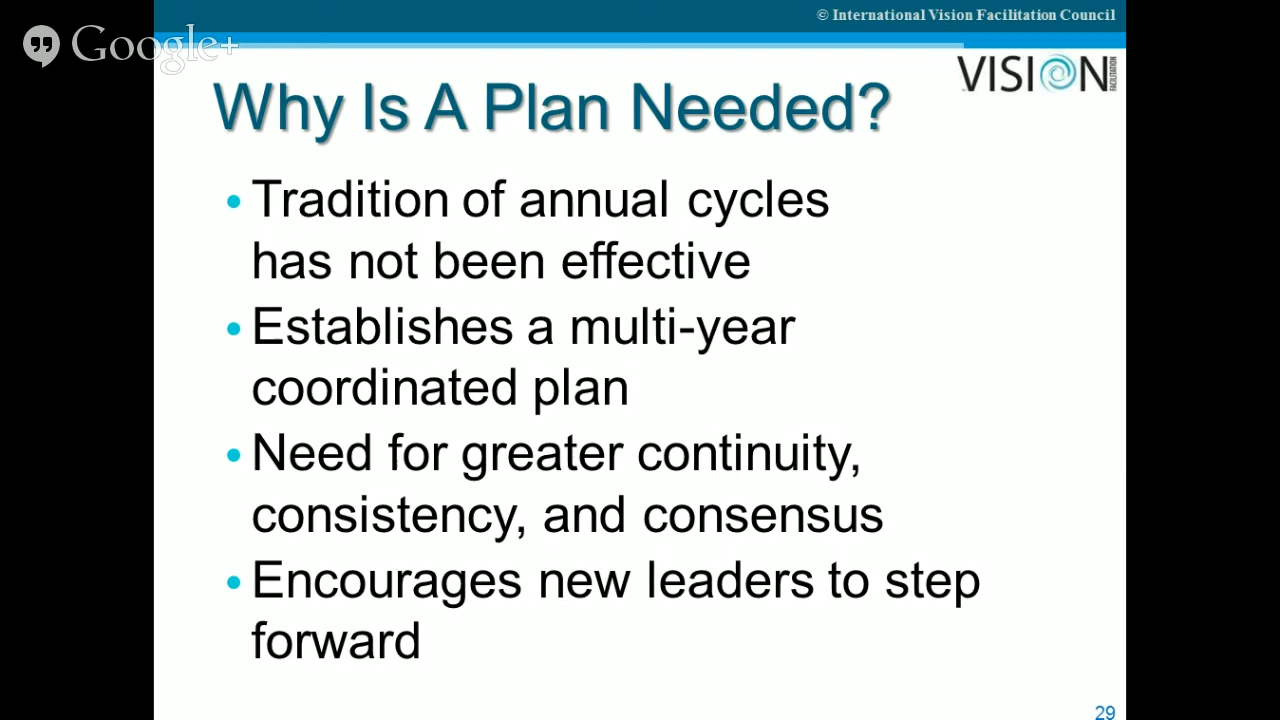 © International Vision Facilitation Council
Google+
VISION
FACILITATION
Why Is A Plan Needed?
• Tradition of annual cycles
has not been effective
• Establishes a multi-year
coordinated plan
• Need for greater continuity,
consistency, and consensus
• Encourages new leaders to step
forward
29